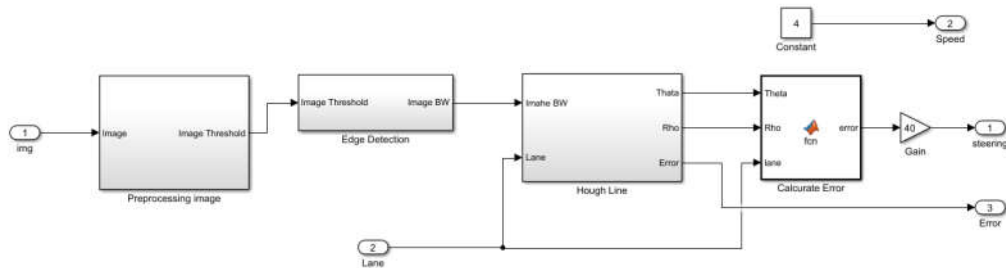 4
Constant
2
Speed
1
img
Image
Image Threshold
Preprocessing image
Image Threshold
Image BW
Edge Detection
Imahe BW
Lane
Thata
Rho
Error
Hough Line
Theta
Rho
lane
fcn
error
Calcurate Error
40
Gain
1
steering
3
Error
2
Lane